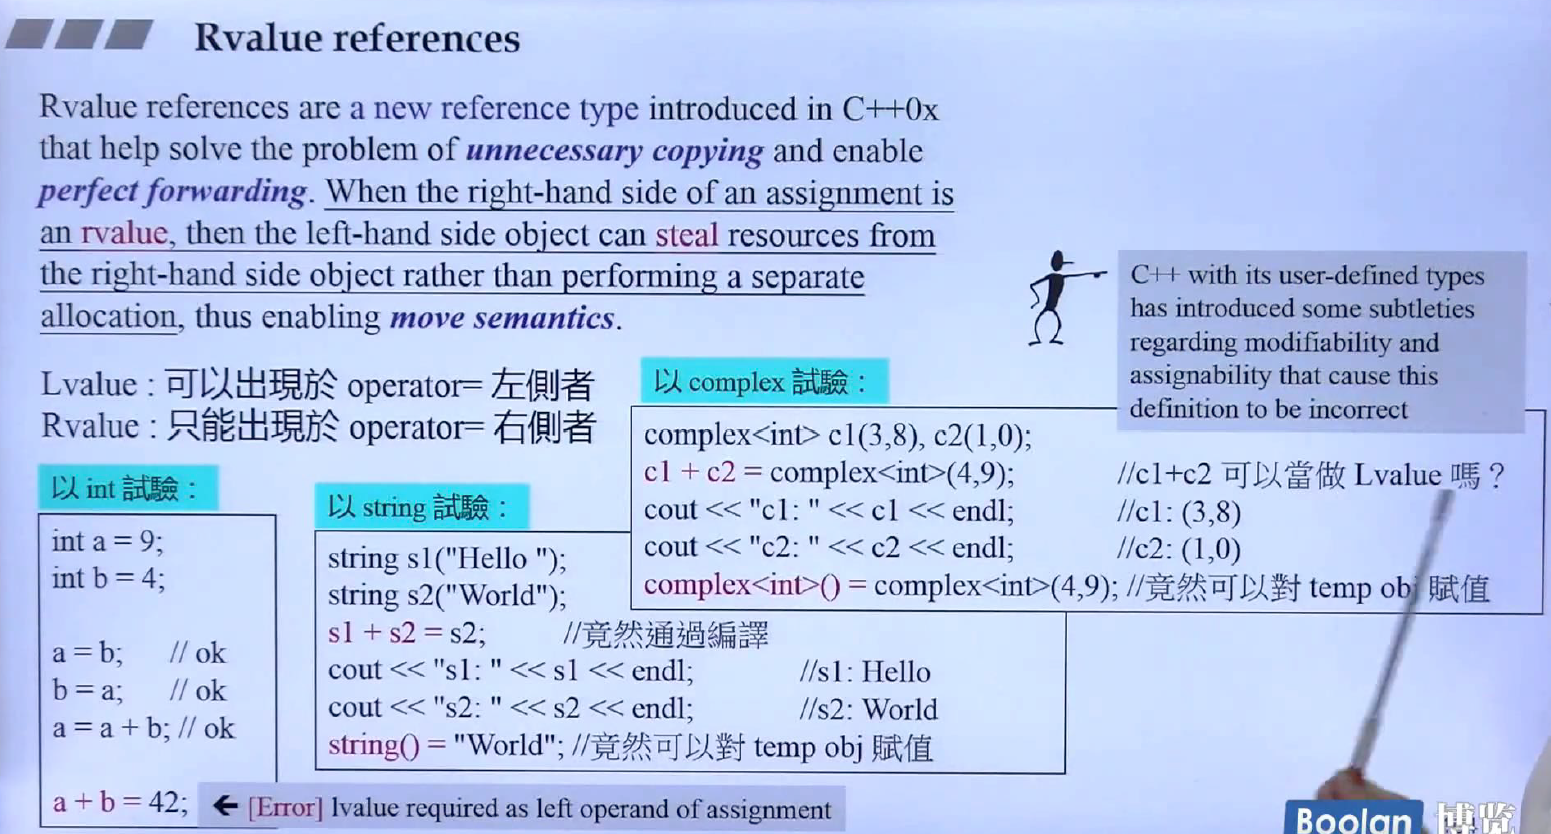 Rvalue references
Rvalue references are a new reference type introduced in C++0x
that help solve the problem of unnecessary copying and enable
perfect forwarding. When the right-hand side of an assignment is
an rvalue, then the left-hand side object can steal resources from
the right-hand side object rather than performing a separate
allocation, thus enabling move semantics.
C++ with its user-defined types
has introduced some subtleties
regarding modifiability and
assignability that cause this
definition to be incorrect
Lvalue : 可以出現於 operator= 左側者
Rvalue : 只能出現於 operator= 右側者
以 int 試驗：
int a = 9;
int b = 4;
a = b; // ok
b = a; // ok
a = a + b; // ok
a + b = 42; ← [Error] lvalue required as left operand of assignment
以 string 試驗：
string s1("Hello ");
string s2("World");
s1 + s2 = s2; //竟然通過編譯
cout << "s1: " << s1 << endl; //s1: Hello
cout << "s2: " << s2 << endl; //s2: World
string() = "World"; //竟然可以對 temp obj 賦值
以 complex 試驗：
complex<int> c1(3,8), c2(1,0);
c1 + c2 = complex<int>(4,9); //c1+c2 可以當做 Lvalue 嗎？
cout << "c1: " << c1 << endl; //c1: (3,8)
cout << "c2: " << c2 << endl; //c2: (1,0)
complex<int>() = complex<int>(4,9); //竟然可以對 temp obj 賦值
Boolan 博览